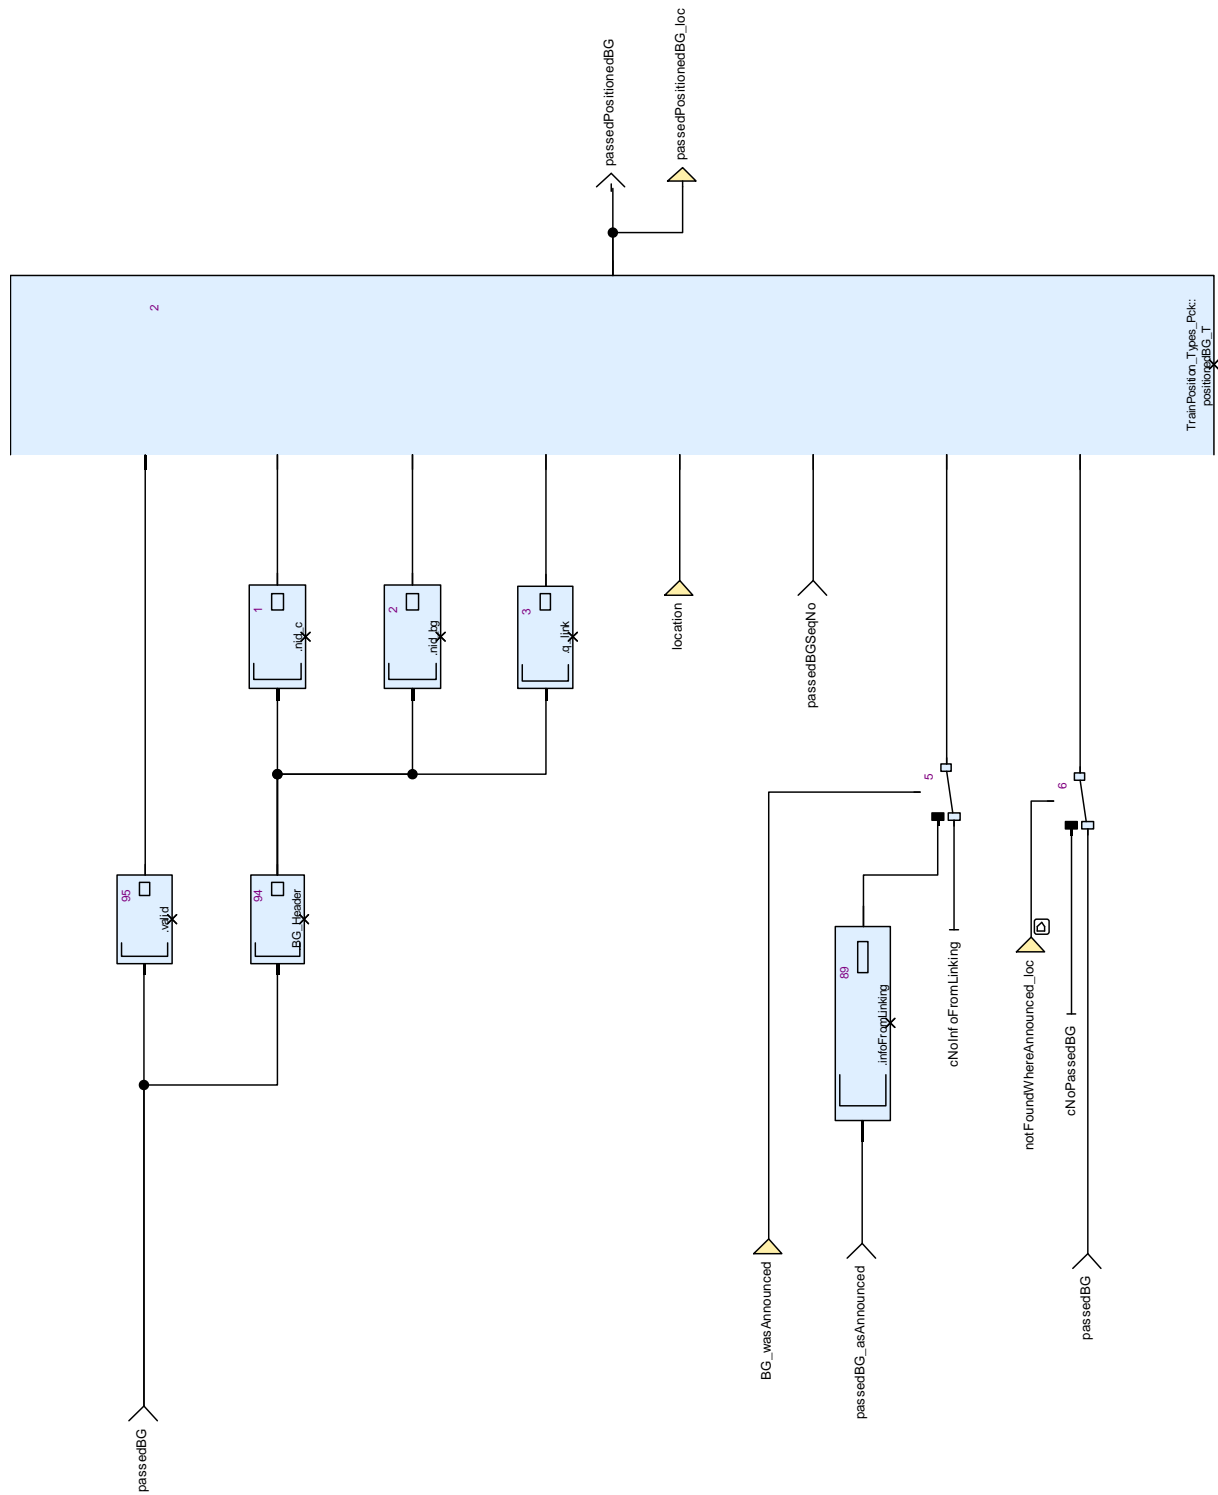 passedBG
95
.valid
94
BG_Header
1
.nid_c
2
.nid_bg
3
.q_link
location
passedBGSeqNo
BG_wasAnnounced
passedBG_asAnnounced
89
.infoFromLinking
cNoInfoFromLinking
5
notFoundWhereAnnounced_loc
cNoPassedBG
passedBG
6
2
TrainPosition_Types_Pck::
positionedBG_T
passedPositionedBG
passedPositionedBG_loc